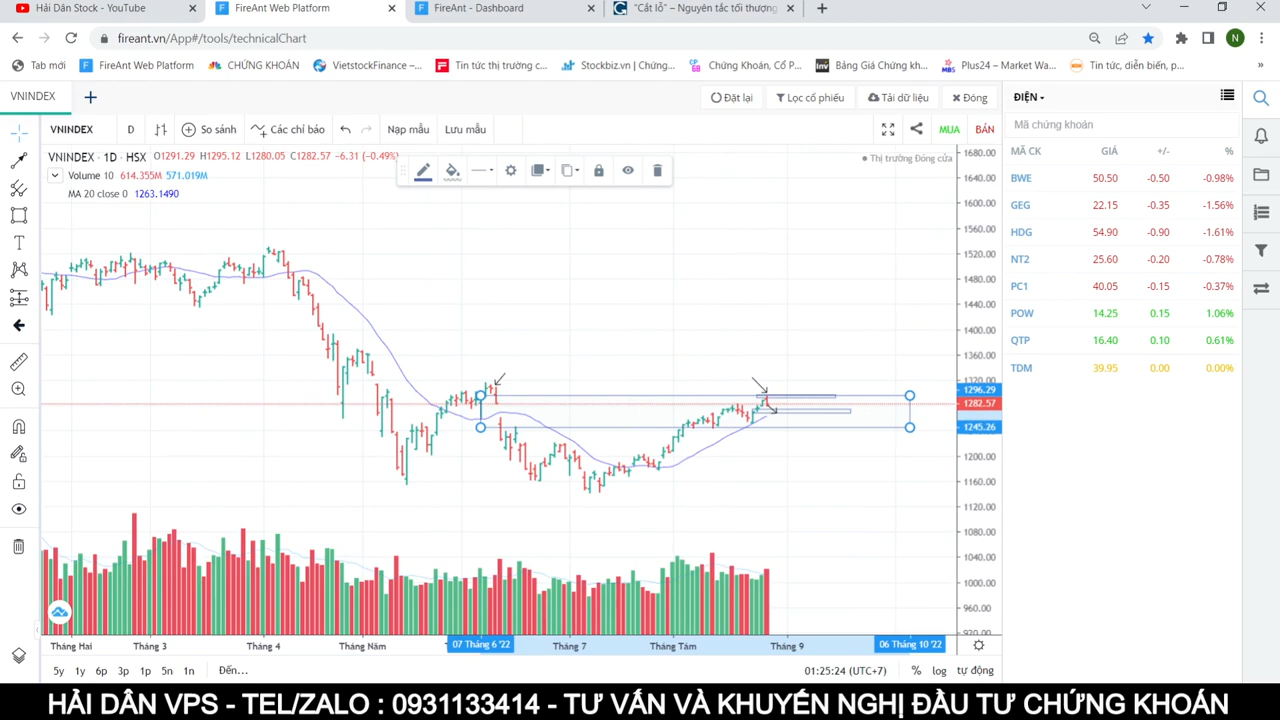 Hải Dân Stock - YouTube
FireAnt Web Platform
FireAnt - Dashboard
"Cắt lỗ" – Nguyên tắc tối thượng
fireant.vn/App#/tools/technicalChart
N
Tab mới
FireAnt Web Platform
CHỨNG KHOÁN
VietstockFinance –...
Tin tức thị trường c...
Stockbiz.vn | Chứng...
Chứng Khoán, Cổ P...
Bảng Giá Chứng kh...
Plus24 – Market Wa...
Tin tức, diễn biến, p...
VNINDEX
Đặt lại
Lọc cổ phiếu
Tải dữ liệu
Đóng
ĐIỆN
VNINDEX
D
So sánh
Các chỉ báo
Nạp mẫu
Lưu mẫu
MUA
BÁN
Mã chứng khoán
VNINDEX · 1D · HSX O1291.29 H1295.12 L1280.05 C1282.57 -6.31 (-0.49%)
Thị trường Đóng cửa
Volume 10 614.355M 571.019M
MA 20 close 0 1263.1490
MÃ CK GIÁ +/- %
BWE 50.50 -0.50 -0.98%
GEG 22.15 -0.35 -1.56%
HDG 54.90 -0.90 -1.61%
NT2 25.60 -0.20 -0.78%
PC1 40.05 -0.15 -0.37%
POW 14.25 0.15 1.06%
QTP 16.40 0.10 0.61%
TDM 39.95 0.00 0.00%
1680.00
1640.00
1600.00
1560.00
1520.00
1480.00
1440.00
1400.00
1360.00
1320.00
1296.29
1282.57
1245.26
1200.00
1160.00
1120.00
1080.00
1040.00
1000.00
960.00
920.00
Tháng Hai
Tháng 3
Tháng 4
Tháng Năm
07 Tháng 6 '22
Tháng 7
Tháng Tám
Tháng 9
06 Tháng 10 '22
5y 1y 6p 3p 1p 5n 1n Đến...
01:25:24 (UTC+7)
% log tự động
HẢI DÂN VPS - TEL/ZALO : 0931133414 - TƯ VẤN VÀ KHUYẾN NGHỊ ĐẦU TƯ CHỨNG KHOÁN